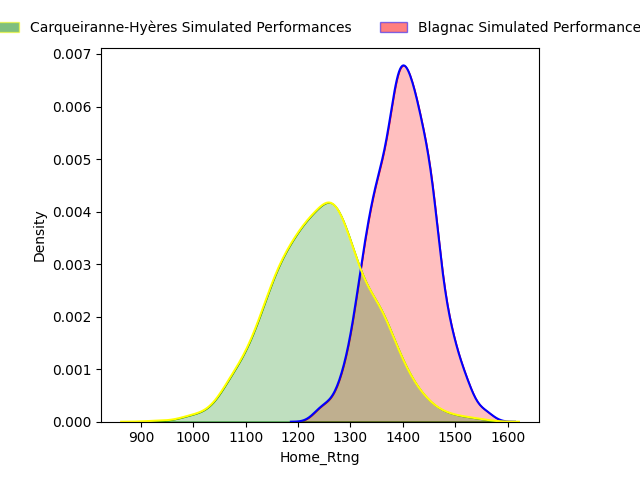 Carqueiranne-Hyères Simulated Performances
Blagnac Simulated Performance
0.007
0.006
0.005
0.004
0.003
0.002
0.001
0.000
Density
900 1000 1100 1200 1300 1400 1500 1600
Home_Rtng